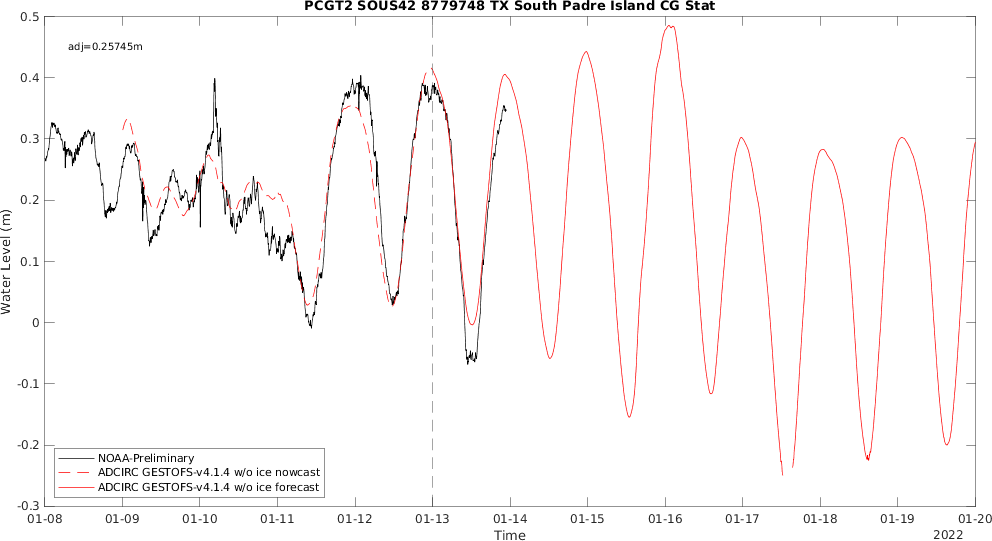 PCGT2 SOUS42 8779748 TX South Padre Island CG Stat
adj=0.25745m
Water Level (m)
0.5
0.4
0.3
0.2
0.1
0
-0.1
-0.2
-0.3
NOAA-Preliminary
ADCIRC GESTOFS-v4.1.4 w/o ice nowcast
ADCIRC GESTOFS-v4.1.4 w/o ice forecast
01-08 01-09 01-10 01-11 01-12 01-13 01-14 01-15 01-16 01-17 01-18 01-19 01-20
Time
2022